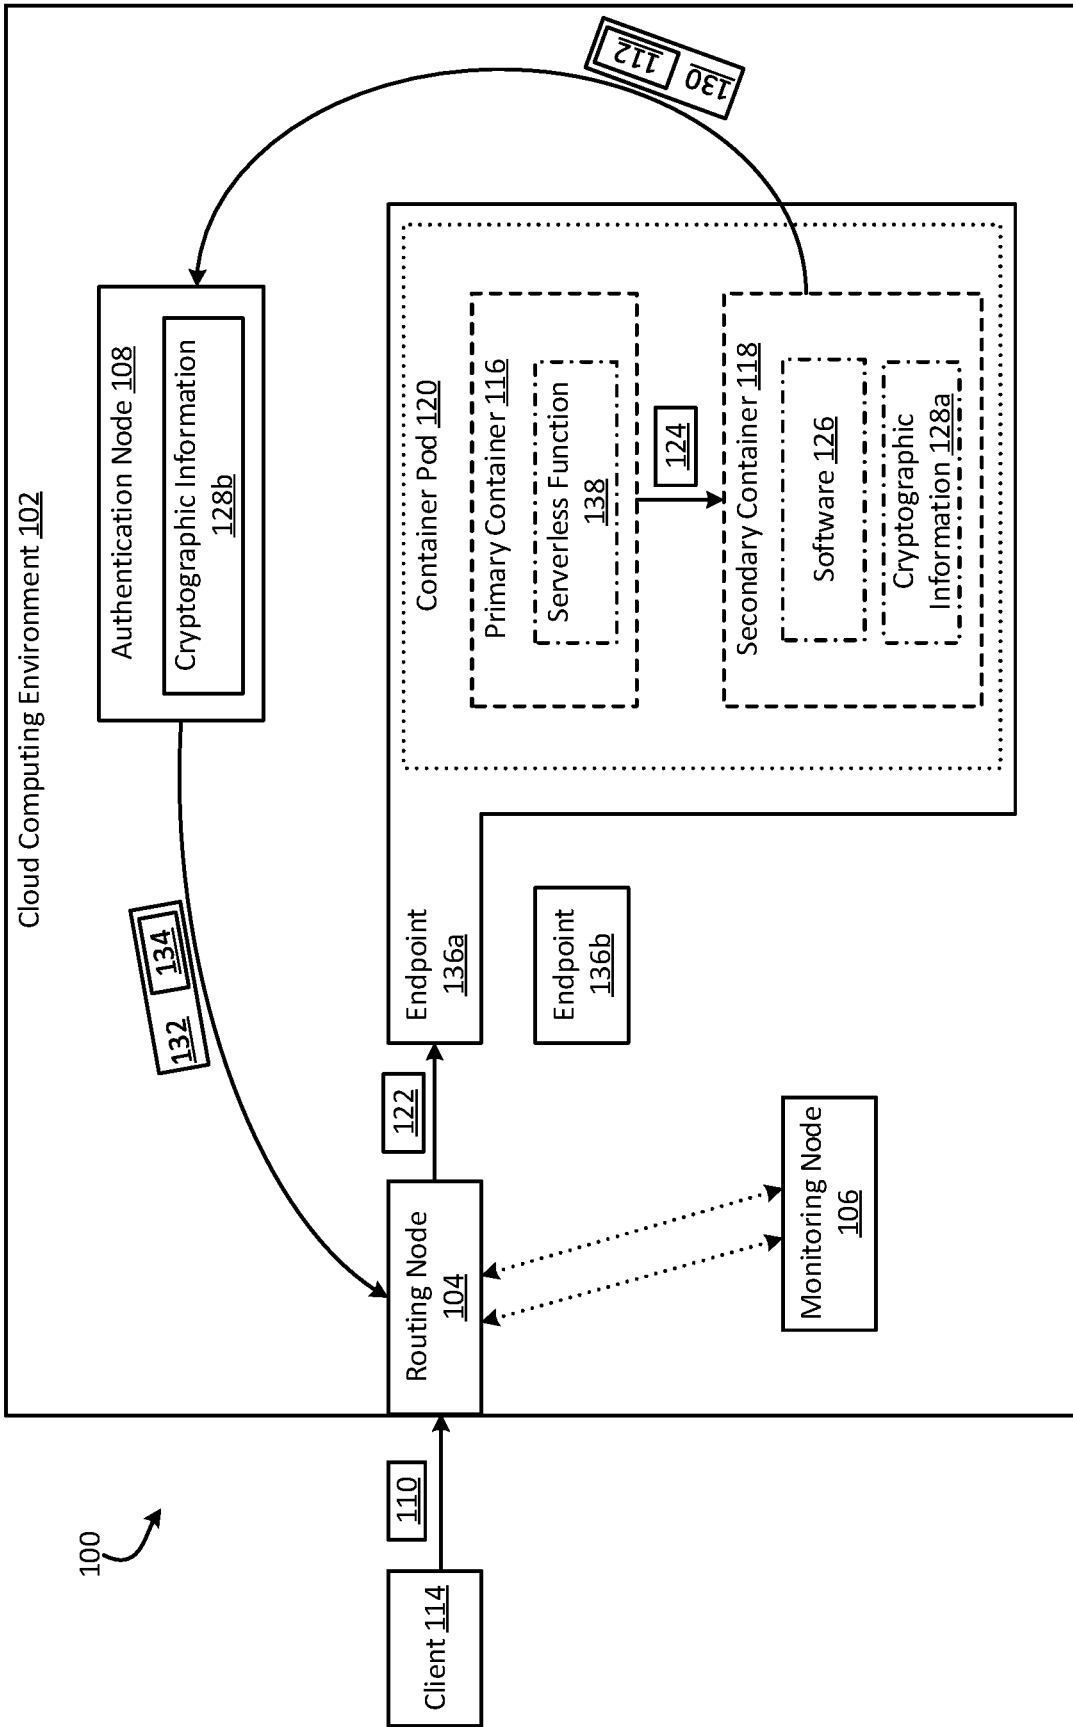 100
Cloud Computing Environment 102
Authentication Node 108
Cryptographic Information
128b
132
134
112
130
Client 114
110
Routing Node
104
122
Endpoint
136a
Endpoint
136b
Monitoring Node
106
Container Pod 120
Primary Container 116
Serverless Function
138
124
Secondary Container 118
Software 126
Cryptographic
Information 128a